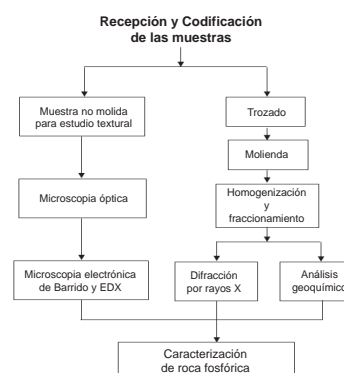 Recepción y Codificación
de las muestras
Muestra no molida
para estudio textural
Trozado
Molienda
Microscopia óptica
Homogenización
y
fraccionamiento
Microscopia electrónica
de Barrido y EDX
Difracción
por rayos X
Análisis
geoquímico
Caracterización
de roca fosfórica